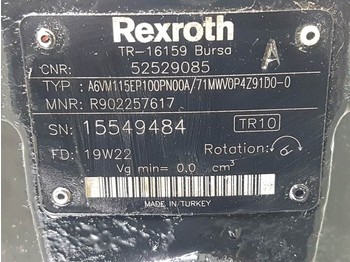 Rexroth
TR-16159 Bursa
A
CNR: 52529085
TYP : A6VM115EP100PN00A/71MWV0P4Z91D0-0
MNR: R902257617
SN: 15549484 TR10
FD: 19W22 Rotation:
Vg min= 0.0 cm³
MADE IN TURKEY